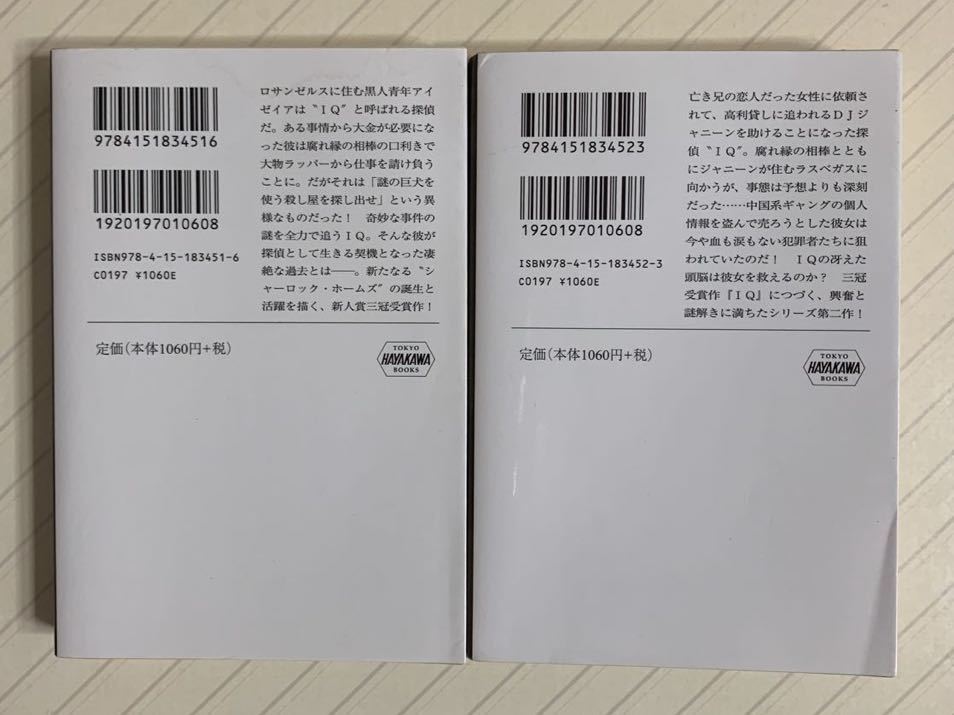 9784151834516
1920197010608
ISBN978-4-15-183451-6
C0197 ¥1060E
ロサンゼルスに住む黒人青年アイ
ゼイアは〝ＩＱ〟と呼ばれる探偵
だ。ある事情から大金が必要にな
った彼は腐れ縁の相棒の口利きで
大物ラッパーから仕事を請け負う
ことに。だがそれは「謎の巨犬を
使う殺し屋を探し出せ」という異
様なものだった！　奇妙な事件の
謎を全力で追うＩＱ。そんな彼が
探偵として生きる契機となった凄
絶な過去とは――。新たなる〝シ
ャーロック・ホームズ〟の誕生と
活躍を描く、新人賞三冠受賞作！
定価(本体1060円+税)
TOKYO
HAYAKAWA
BOOKS
9784151834523
1920197010608
ISBN978-4-15-183452-3
C0197 ¥1060E
亡き兄の恋人だった女性に依頼さ
れて、高利貸しに追われるＤＪジ
ャニーンを助けることになった探
偵〝ＩＱ〟。腐れ縁の相棒ととも
にジャニーンが住むラスベガスに
向かうが、事態は予想よりも深刻
だった……中国系ギャングの個人
情報を盗んで売ろうとした彼女は
今や血も涙もない犯罪者たちに狙
われていたのだ！　ＩＱの冴えた
頭脳は彼女を救えるのか？　三冠
受賞作『ＩＱ』につづく、興奮と
謎解きに満ちたシリーズ第二作！
定価(本体1060円+税)
TOKYO
HAYAKAWA
BOOKS